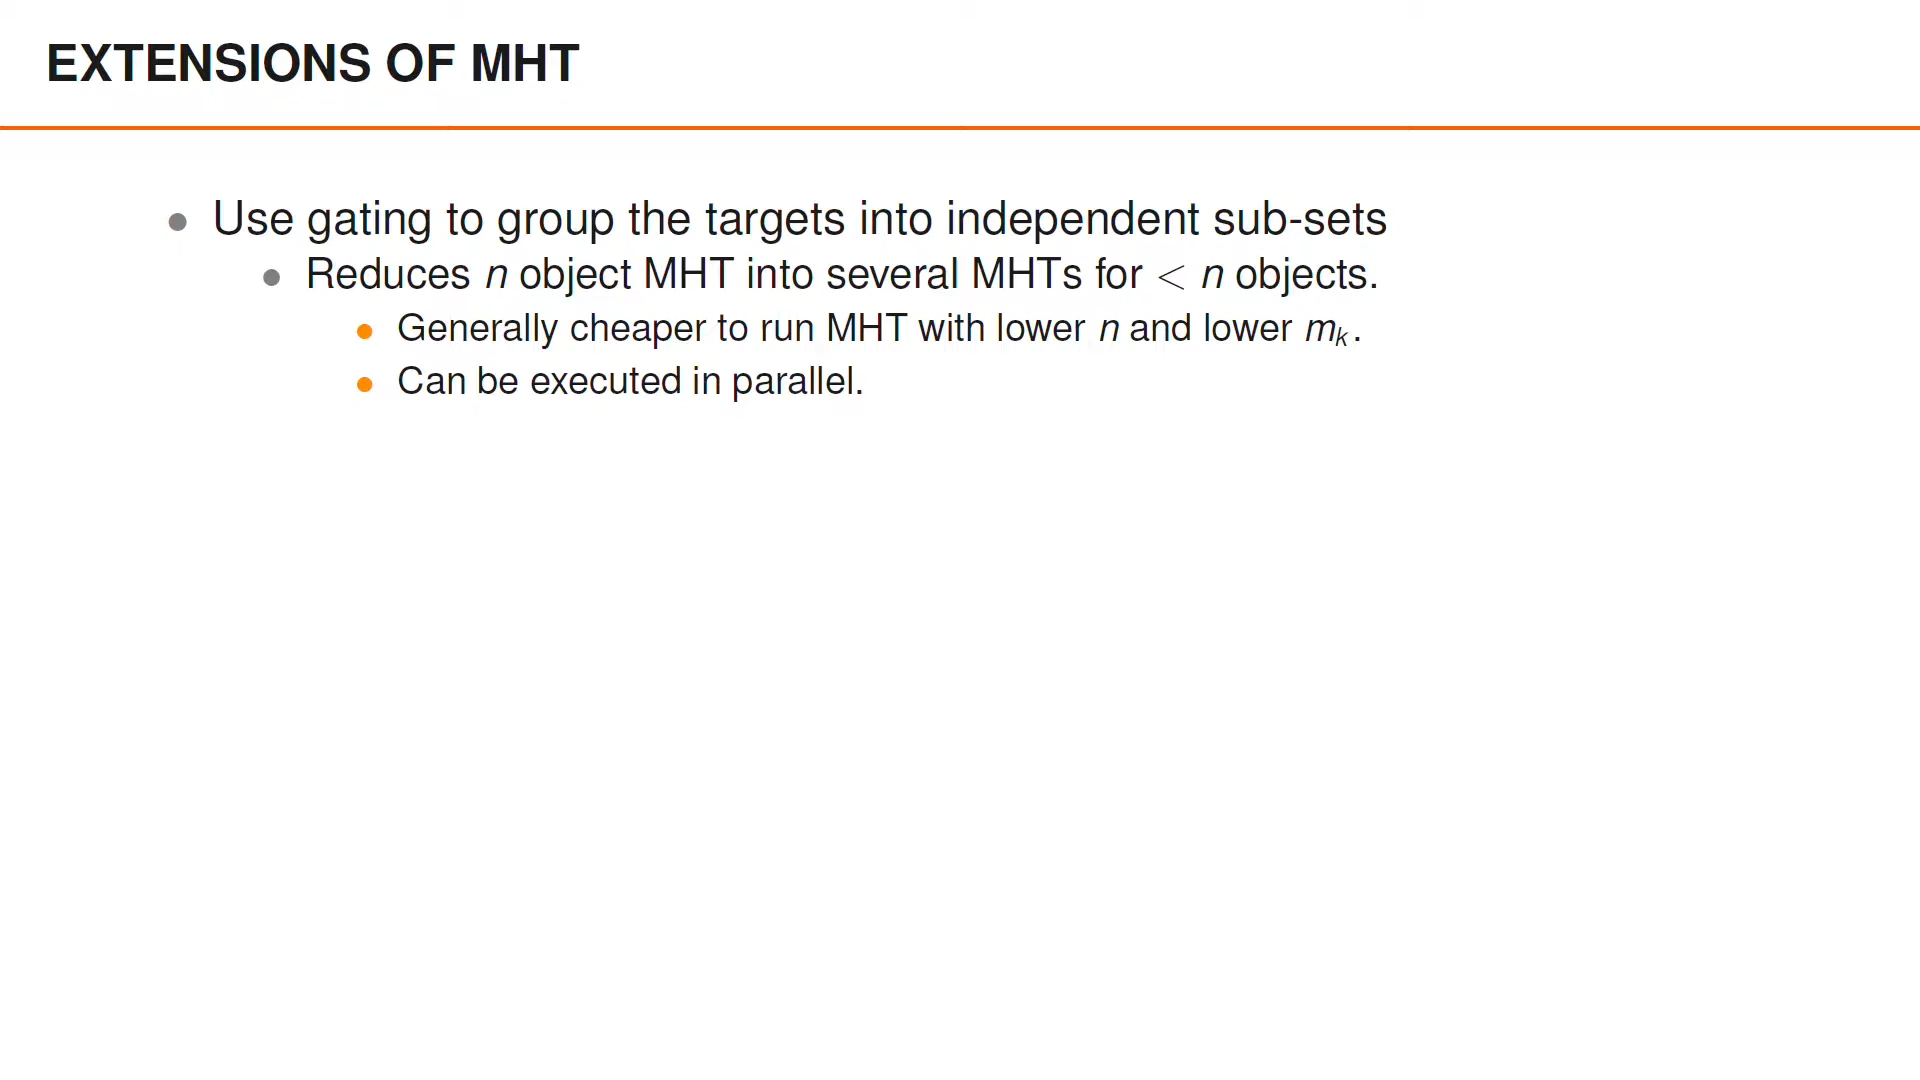 EXTENSIONS OF MHT
• Use gating to group the targets into independent sub-sets
• Reduces n object MHT into several MHTs for < n objects.
• Generally cheaper to run MHT with lower n and lower mₖ.
• Can be executed in parallel.